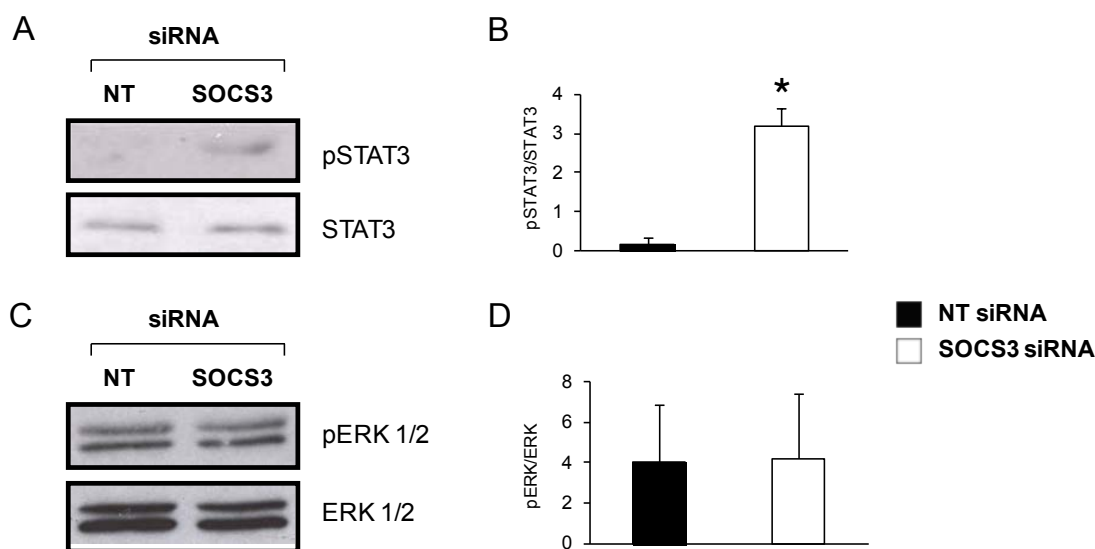 A
siRNA
NT SOCS3
pSTAT3
STAT3
B
*
pSTAT3/STAT3
4
3
2
1
0
C
siRNA
NT SOCS3
pERK 1/2
ERK 1/2
D
pERK/ERK
8
6
4
2
0
NT siRNA
SOCS3 siRNA